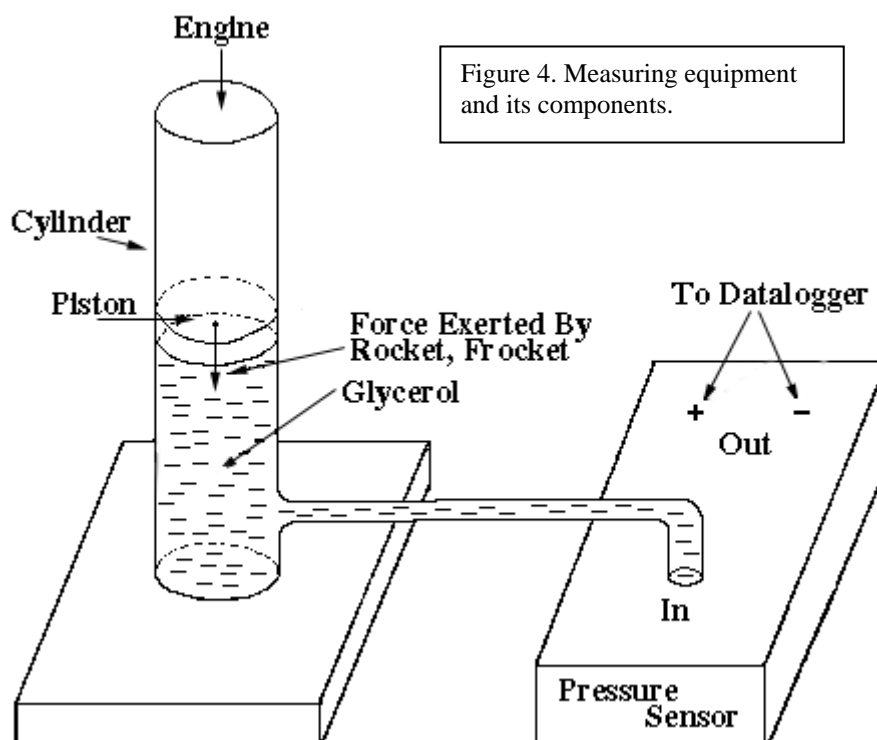 Engine
Figure 4. Measuring equipment
and its components.
Cylinder
Piston
Force Exerted By
Rocket, Frocket
Glycerol
To Datalogger
+ −
Out
In
Pressure
Sensor